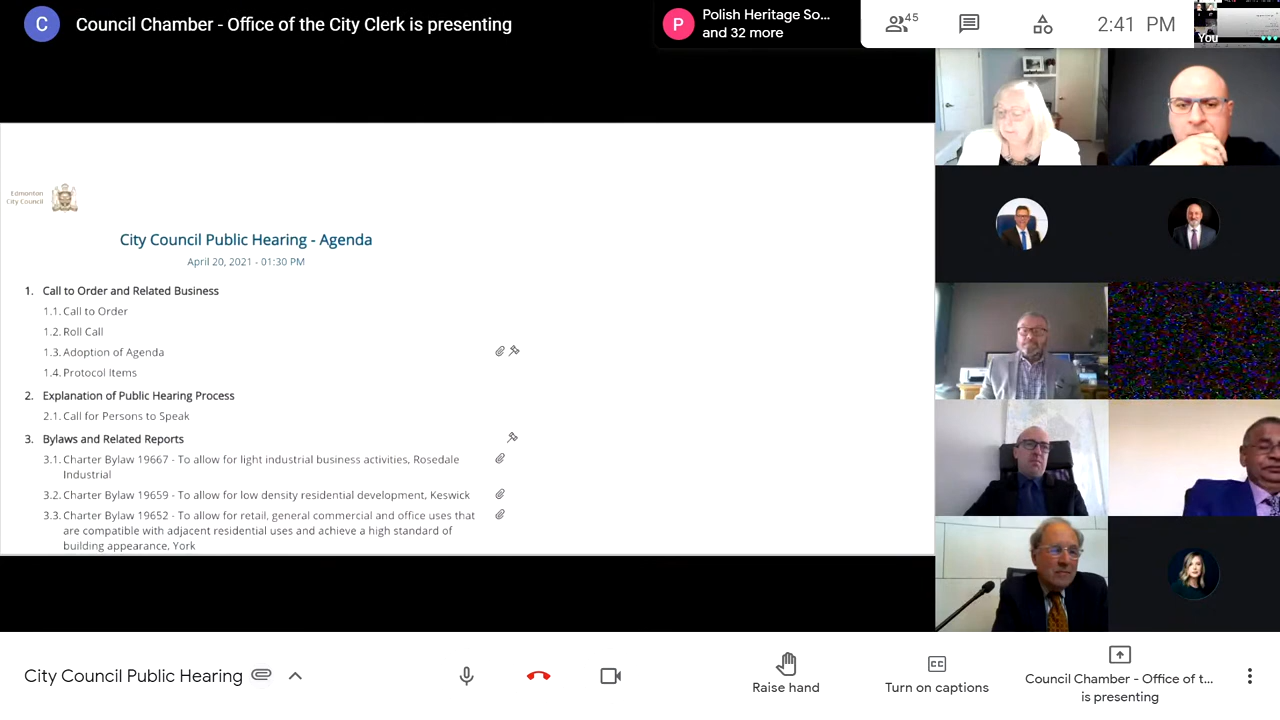 C
Council Chamber - Office of the City Clerk is presenting
P
Polish Heritage So...
and 32 more
45
2:41 PM
You
Edmonton
City Council
City Council Public Hearing - Agenda
April 20, 2021 - 01:30 PM
1. Call to Order and Related Business
1.1. Call to Order
1.2. Roll Call
1.3. Adoption of Agenda
1.4. Protocol Items
2. Explanation of Public Hearing Process
2.1. Call for Persons to Speak
3. Bylaws and Related Reports
3.1. Charter Bylaw 19667 - To allow for light industrial business activities, Rosedale
Industrial
3.2. Charter Bylaw 19659 - To allow for low density residential development, Keswick
3.3. Charter Bylaw 19652 - To allow for retail, general commercial and office uses that
are compatible with adjacent residential uses and achieve a high standard of
building appearance, York
City Council Public Hearing
Raise hand
CC
Turn on captions
Council Chamber - Office of t...
is presenting